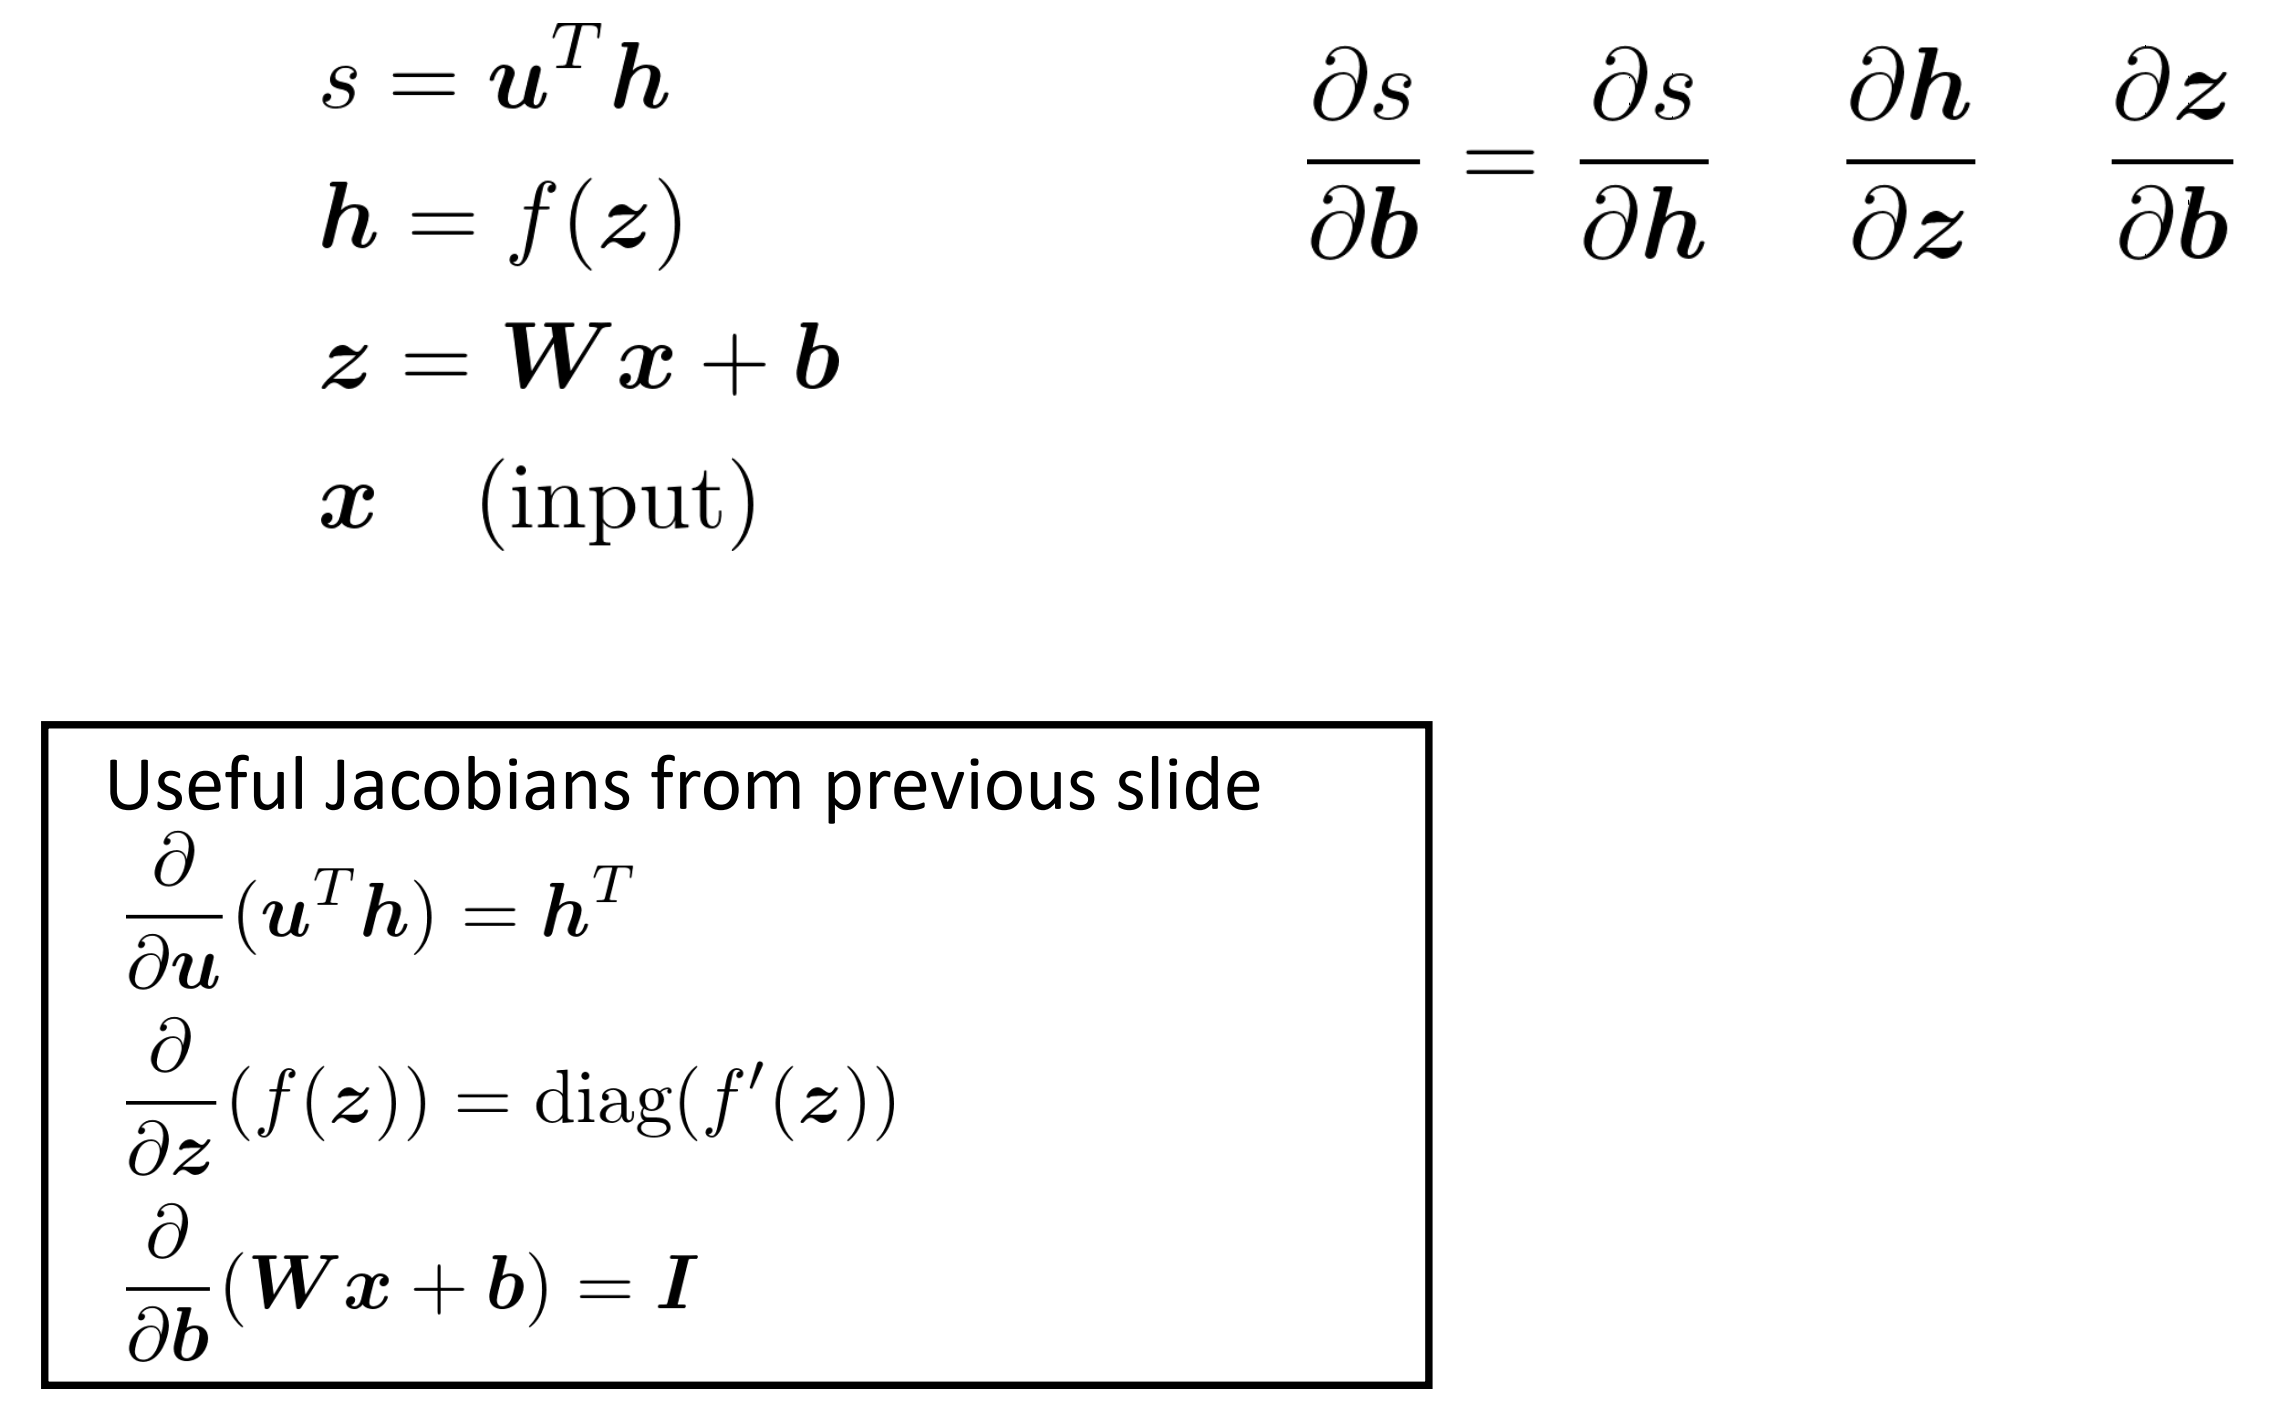 s = u^T h
h = f(z)
z = Wx + b
x (input)
∂s/∂b = ∂s/∂h ∂h/∂z ∂z/∂b
Useful Jacobians from previous slide
∂/∂u (u^T h) = h^T
∂/∂z (f(z)) = diag(f′(z))
∂/∂b (Wx + b) = I